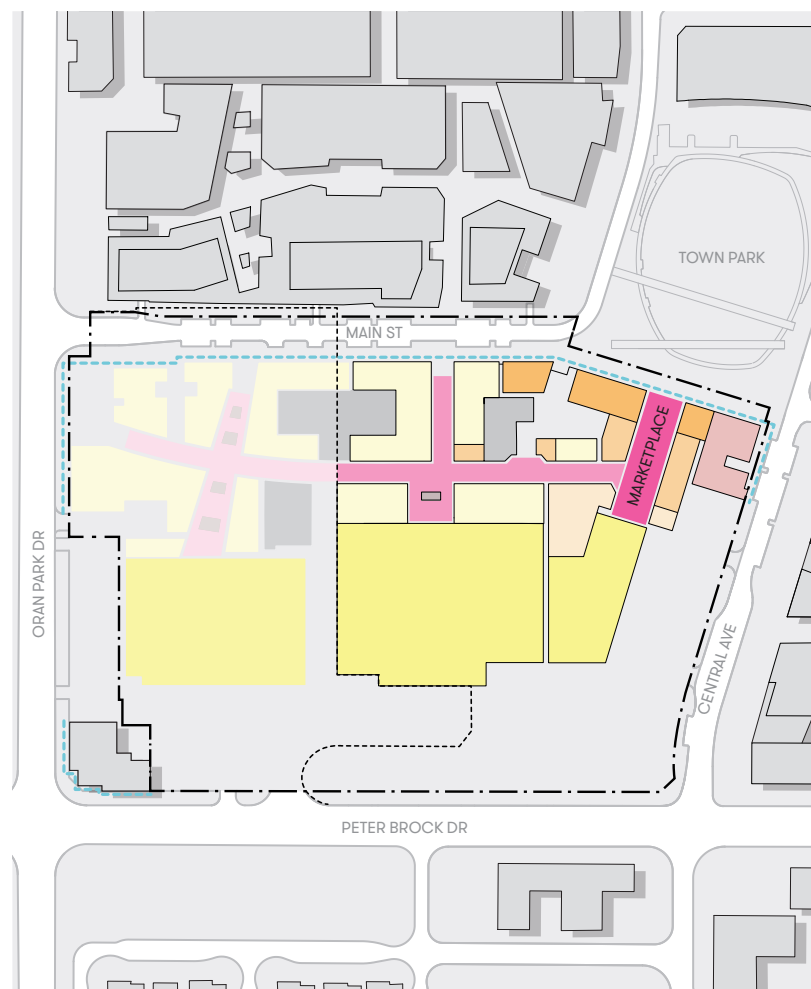 TOWN PARK
MAIN ST
MARKETPLACE
ORAN PARK DR
CENTRAL AVE
PETER BROCK DR